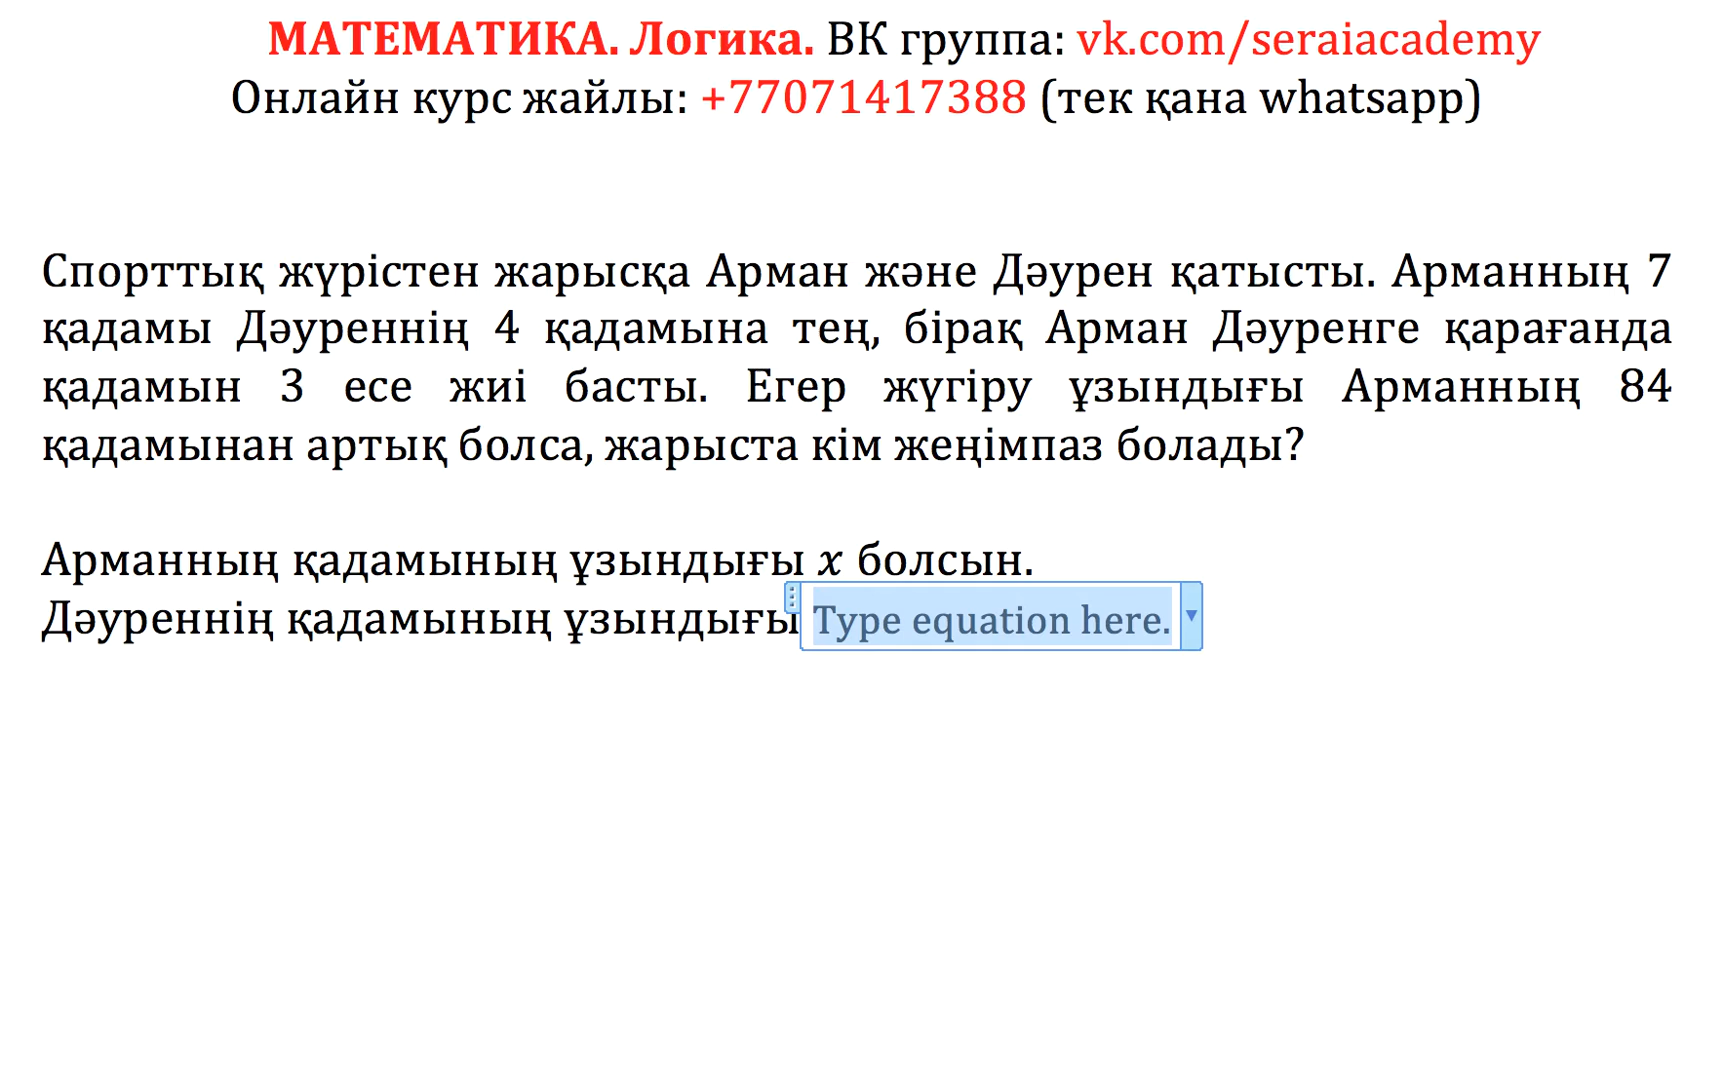 МАТЕМАТИКА. Логика. ВК группа: vk.com/seraiacademy
Онлайн курс жайлы: +77071417388 (тек қана whatsapp)
Спорттық жүрістен жарысқа Арман және Дәурен қатысты. Арманның 7
қадамы Дәуреннің 4 қадамына тең, бірақ Арман Дәуренге қарағанда
қадамын 3 есе жиі басты. Егер жүгіру ұзындығы Арманның 84
қадамынан артық болса, жарыста кім жеңімпаз болады?
Арманның қадамының ұзындығы x болсын.
Дәуреннің қадамының ұзындығы Type equation here.